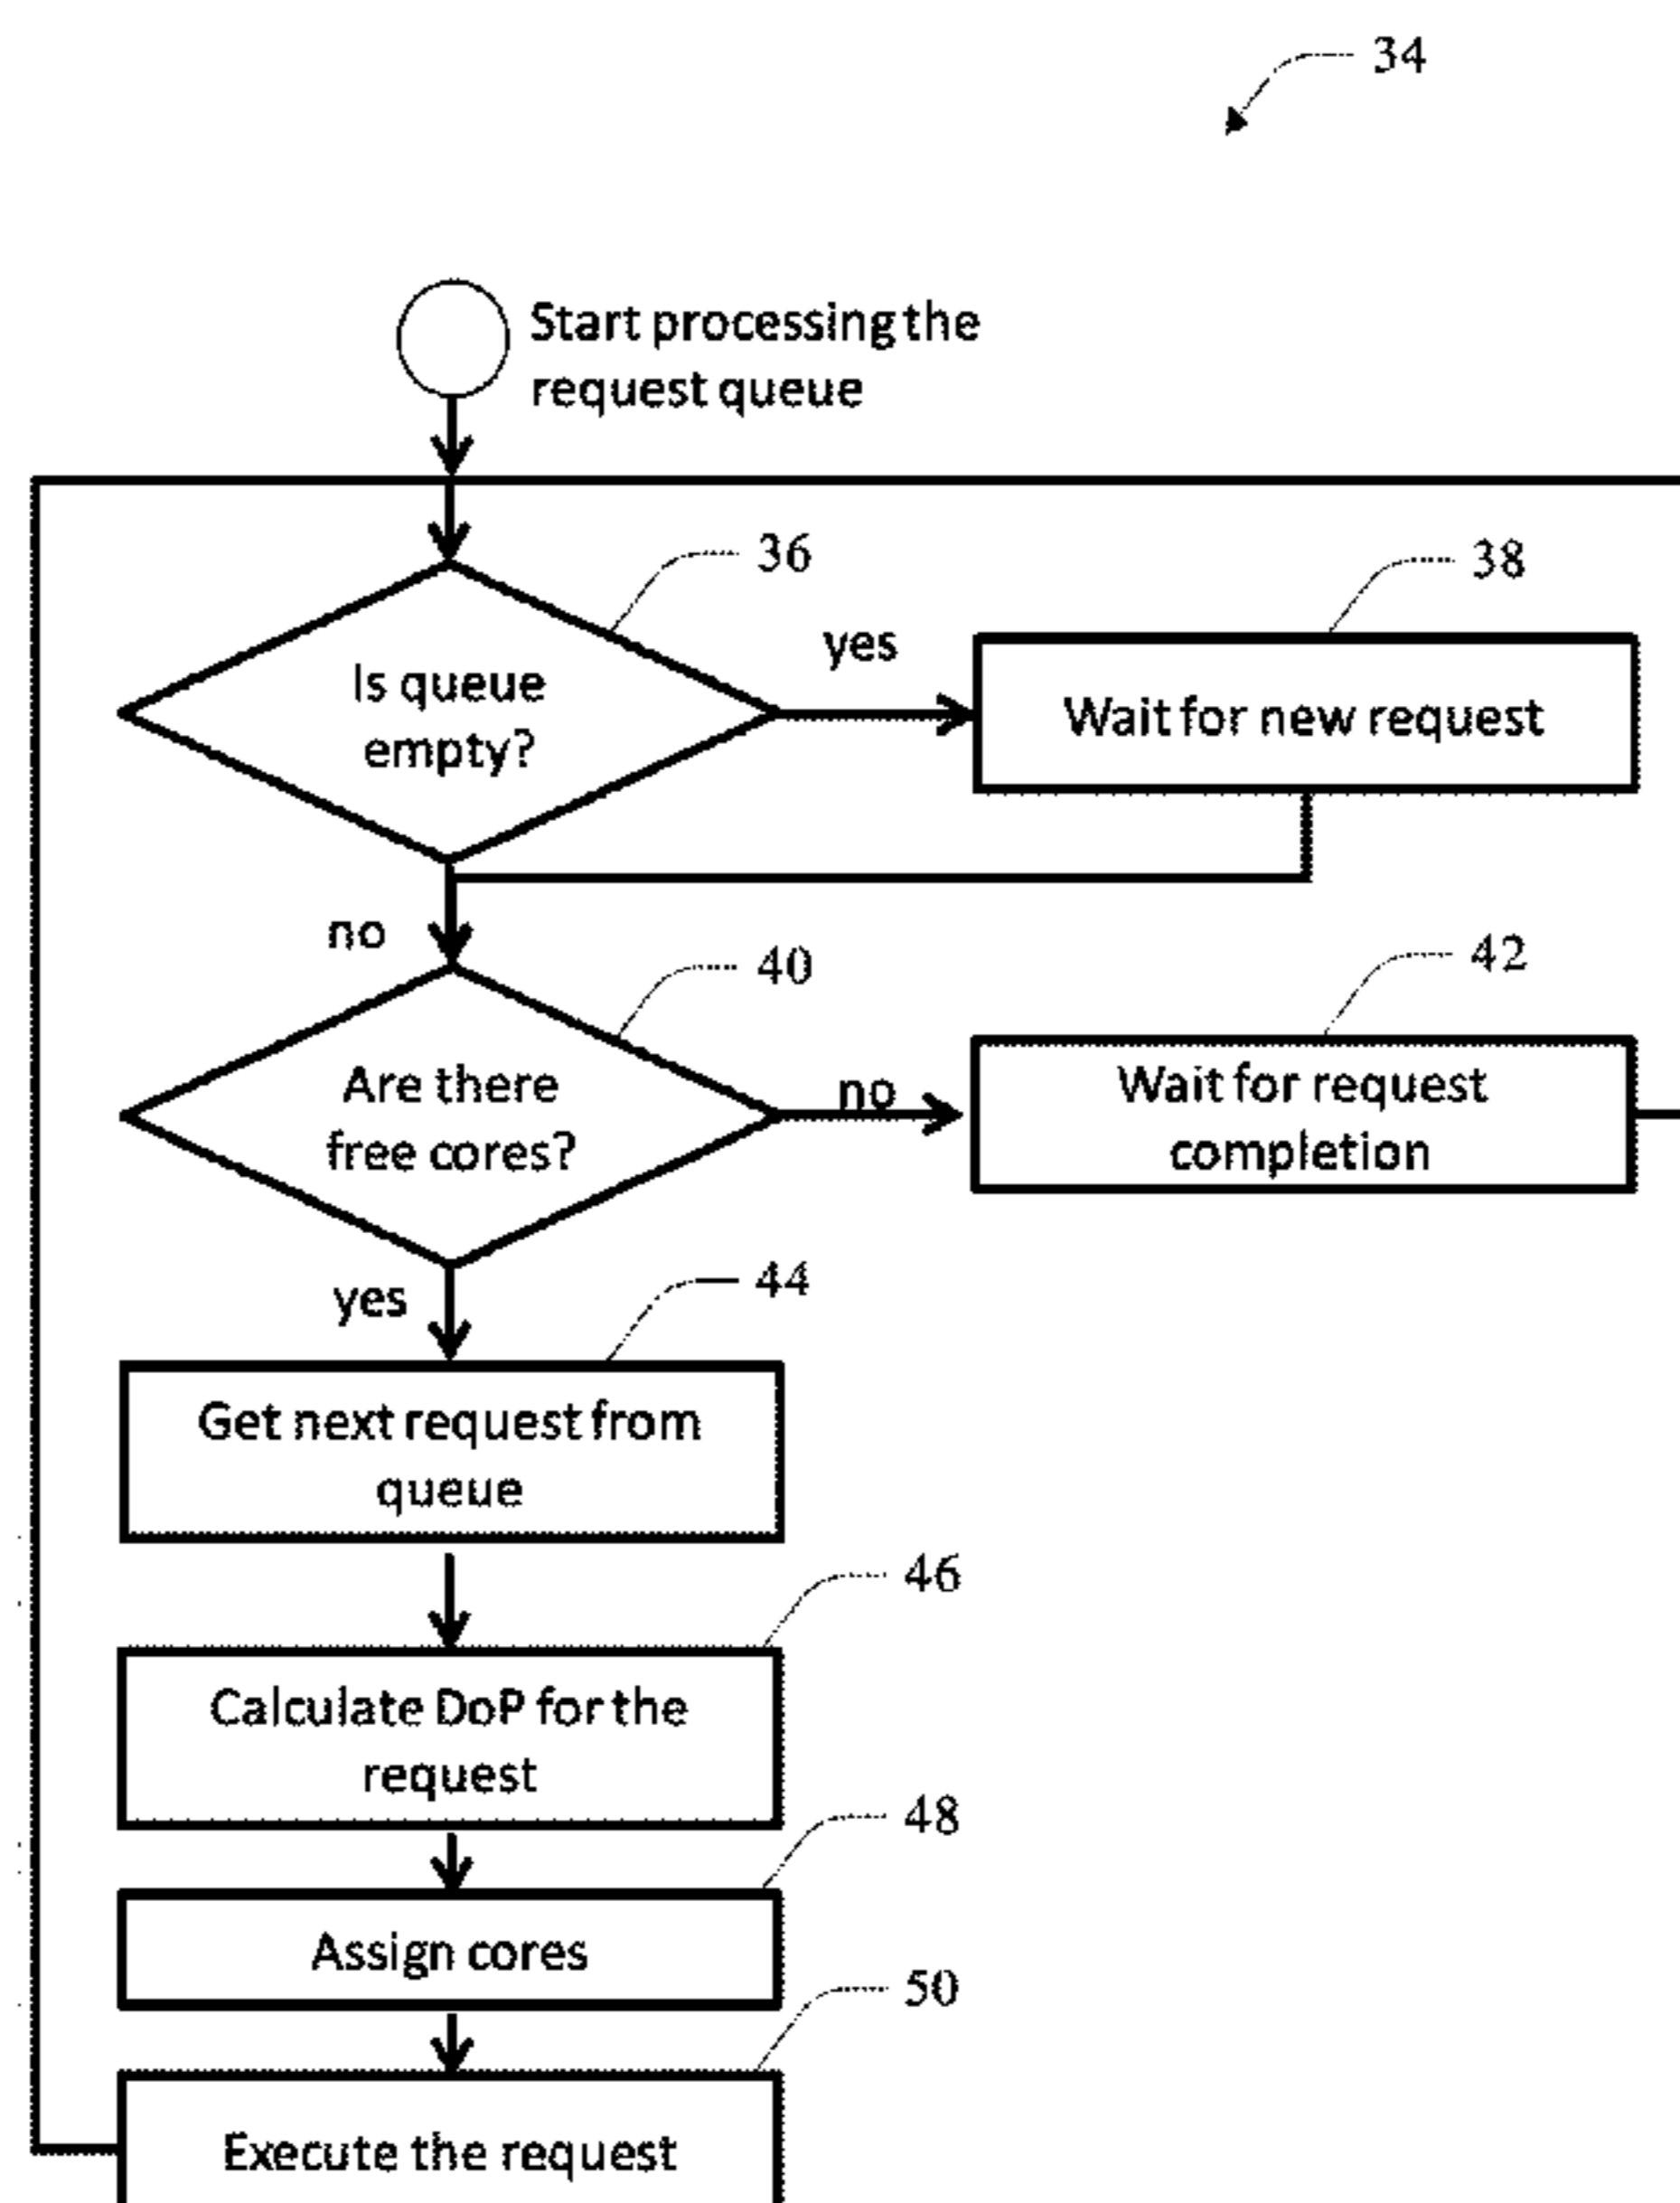 34
Start processing the
request queue
36
38
yes
Is queue
empty?
Wait for new request
no
40
42
Are there
free cores?
no
Wait for request
completion
yes
44
Get next request from
queue
46
Calculate DoP for the
request
48
Assign cores
50
Execute the request